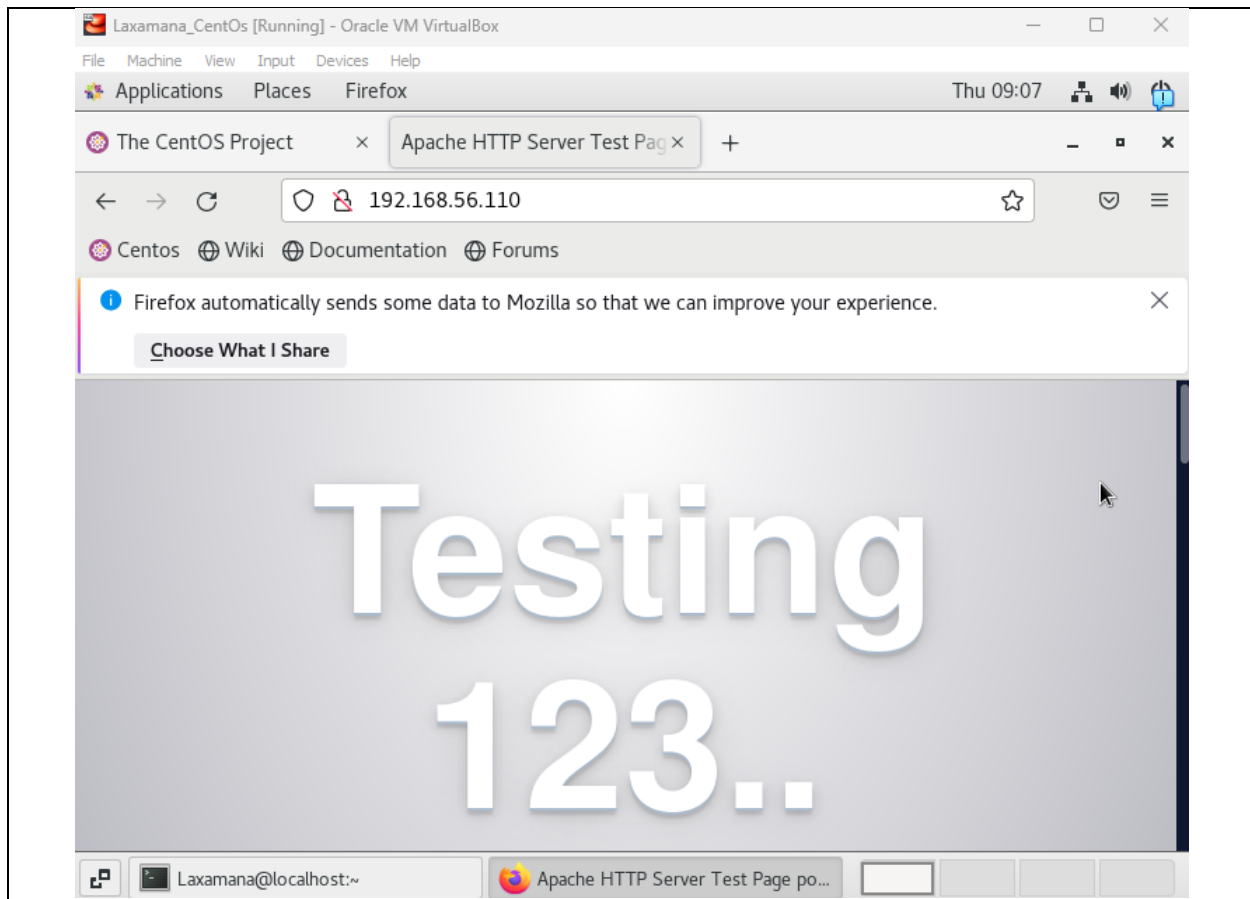 Laxamana_CentOs [Running] - Oracle VM VirtualBox
File Machine View Input Devices Help
Applications Places Firefox Thu 09:07
The CentOS Project Apache HTTP Server Test Pag
192.168.56.110
Centos Wiki Documentation Forums
Firefox automatically sends some data to Mozilla so that we can improve your experience.
Choose What I Share
Testing
123..
Laxamana@localhost:~ Apache HTTP Server Test Page po...